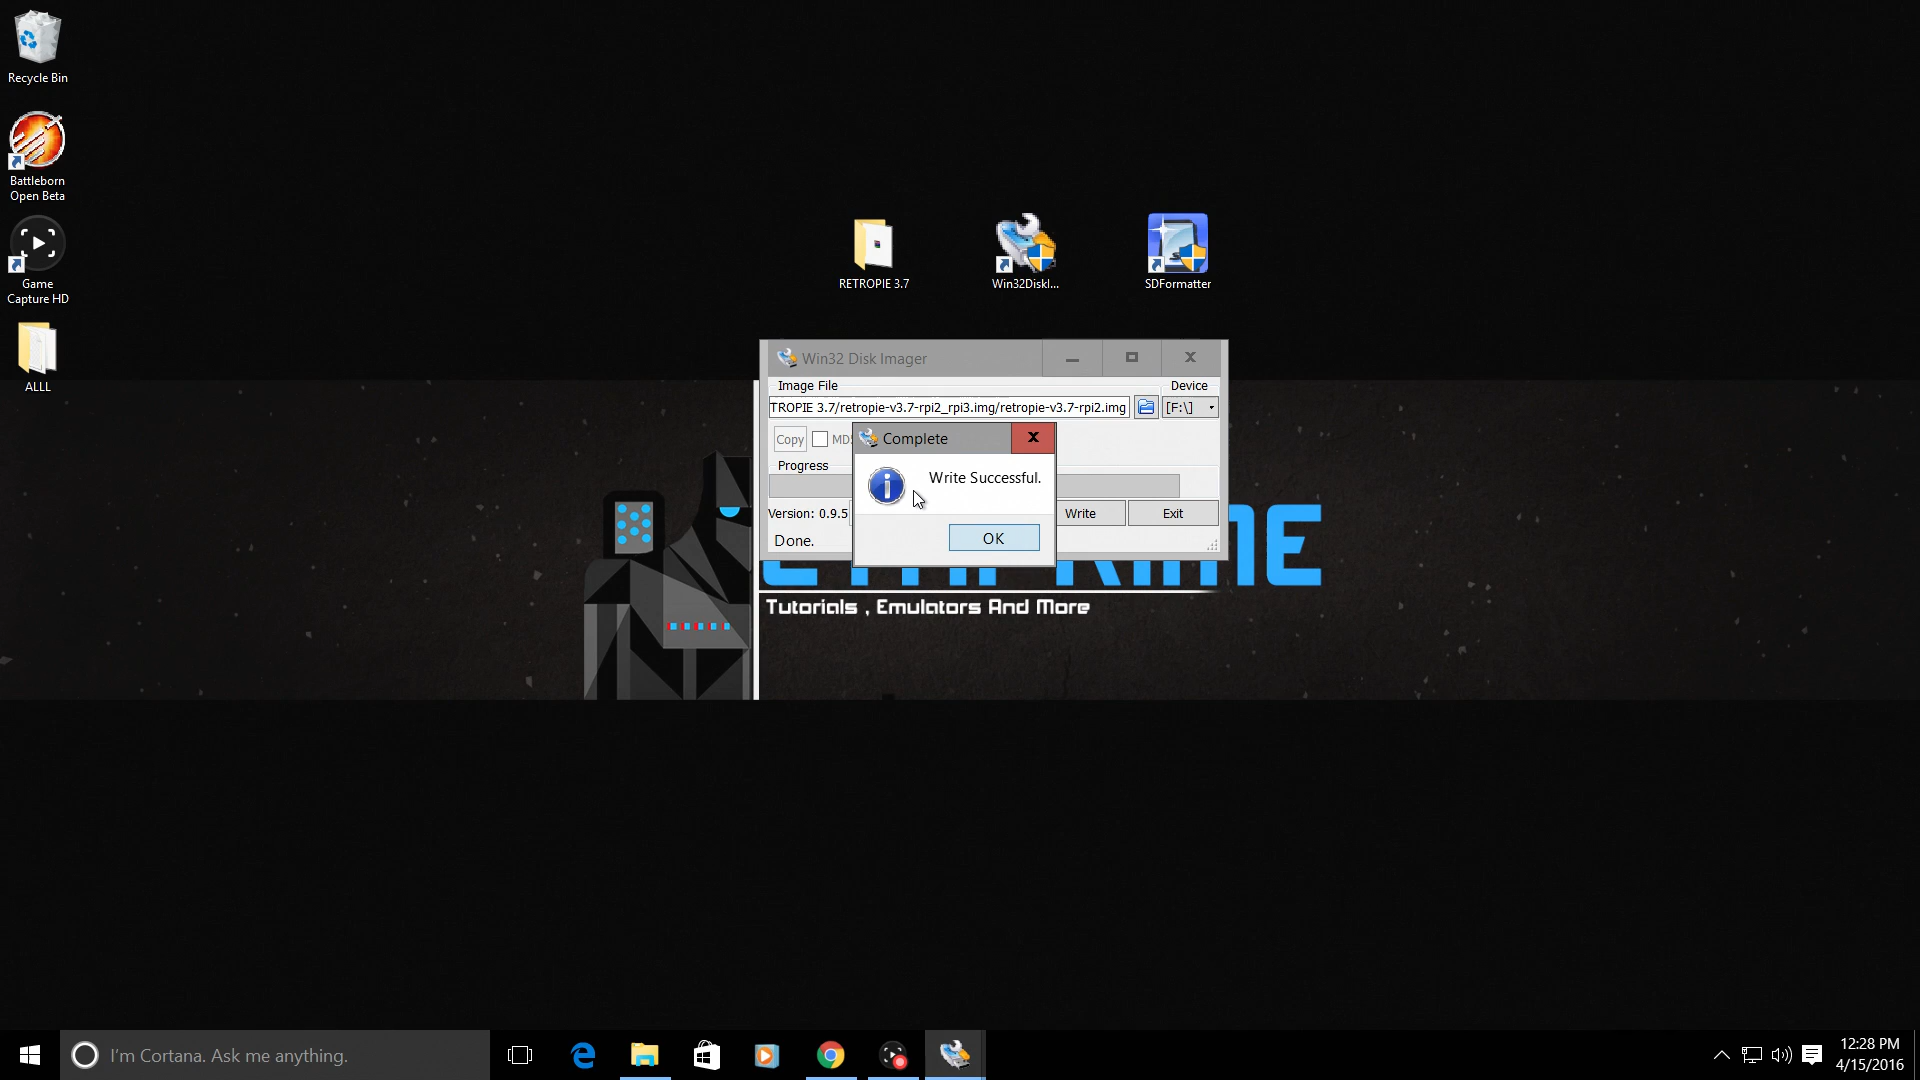 Recycle Bin
Battleborn
Open Beta
Game
Capture HD
ALLL
RETROPIE 3.7
Win32DiskI...
SDFormatter
Win32 Disk Imager
Image File
Device
TROPIE 3.7/retropie-v3.7-rpi2_rpi3.img/retropie-v3.7-rpi2.img
[F:\]
Copy
Complete
X
Progress
Write Successful.
Version: 0.9.5
Write
Exit
OK
Done.
Tutorials , Emulators And More
I'm Cortana. Ask me anything.
12:28 PM
4/15/2016